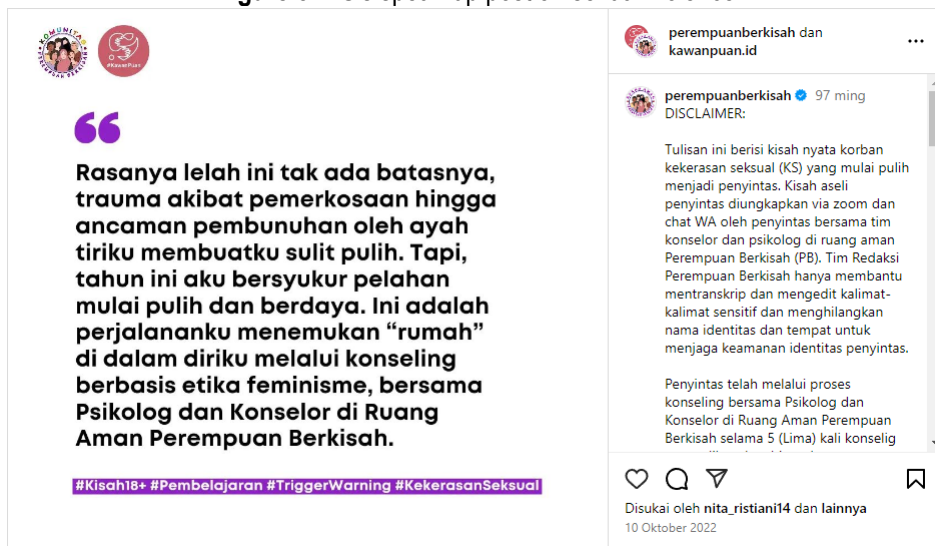 KOMUNITAS
PEREMPUAN BERKISAH
#KawanPuan
Rasanya lelah ini tak ada batasnya,
trauma akibat pemerkosaan hingga
ancaman pembunuhan oleh ayah
tiriku membuatku sulit pulih. Tapi,
tahun ini aku bersyukur pelahan
mulai pulih dan berdaya. Ini adalah
perjalananku menemukan “rumah”
di dalam diriku melalui konseling
berbasis etika feminisme, bersama
Psikolog dan Konselor di Ruang
Aman Perempuan Berkisah.
#Kisah18+ #Pembelajaran #TriggerWarning #KekerasanSeksual
perempuanberkisah dan
kawanpuan.id
perempuanberkisah 97 ming
DISCLAIMER:
Tulisan ini berisi kisah nyata korban
kekerasan seksual (KS) yang mulai pulih
menjadi penyintas. Kisah aseli
penyintas diungkapkan via zoom dan
chat WA oleh penyintas bersama tim
konselor dan psikolog di ruang aman
Perempuan Berkisah (PB). Tim Redaksi
Perempuan Berkisah hanya membantu
mentranskrip dan mengedit kalimat-
kalimat sensitif dan menghilangkan
nama identitas dan tempat untuk
menjaga keamanan identitas penyintas.
Penyintas telah melalui proses
konseling bersama Psikolog dan
Konselor di Ruang Aman Perempuan
Berkisah selama 5 (Lima) kali konselig
Disukai oleh nita_ristiani14 dan lainnya
10 Oktober 2022